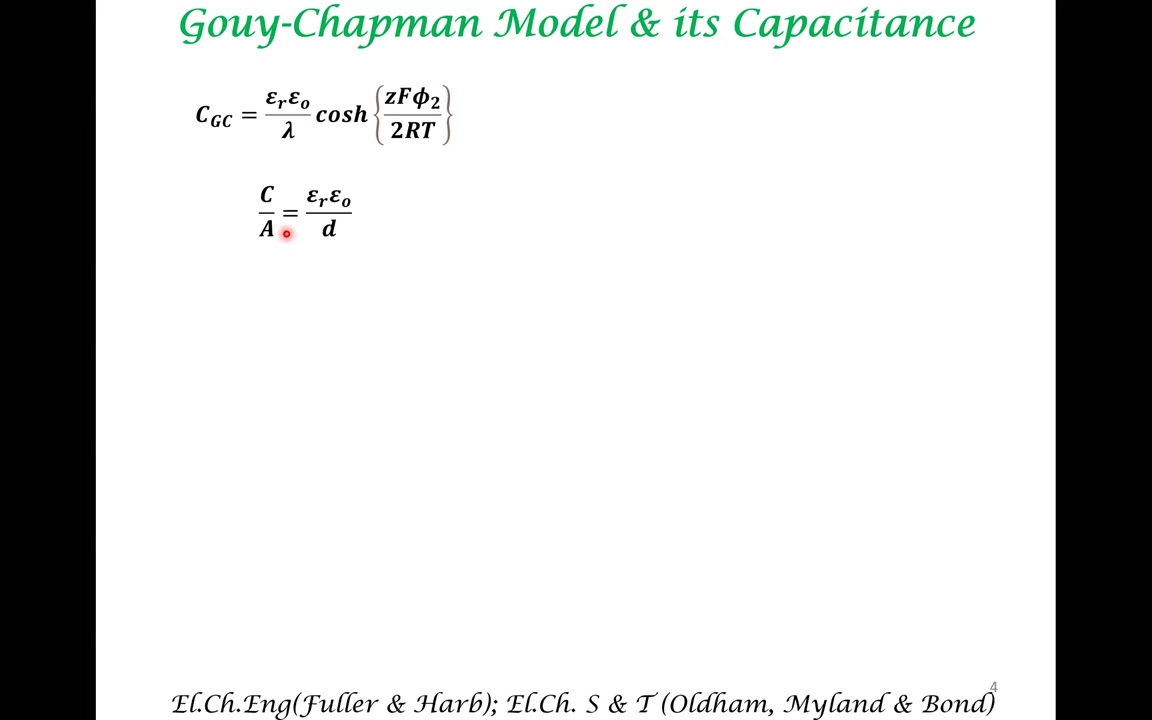 Gouy-Chapman Model & its Capacitance
C_GC = ε_r ε_o / λ cosh {zFϕ_2 / 2RT}
C / A = ε_r ε_o / d
4
El.Ch.Eng(Fuller & Harb); El.Ch. S & T (Oldham, Myland & Bond)